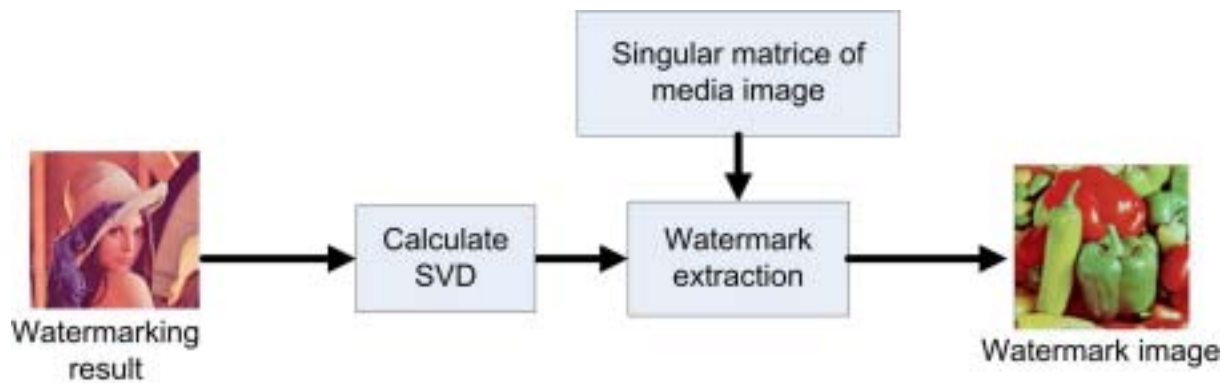 Singular matrice of
media image
Calculate
SVD
Watermark
extraction
Watermarking
result
Watermark image